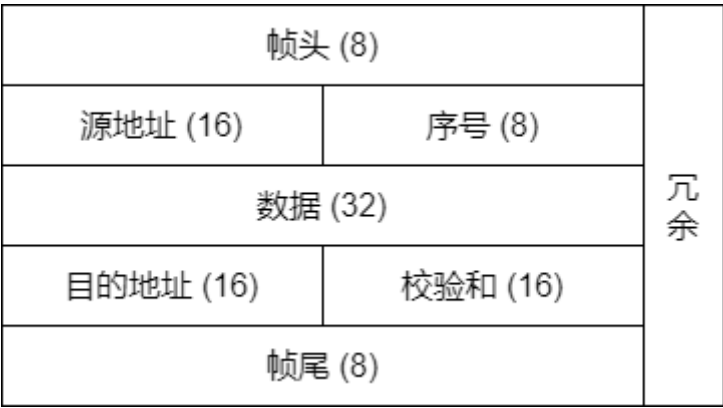 帧头 (8)
源地址 (16)
序号 (8)
数据 (32)
目的地址 (16)
校验和 (16)
帧尾 (8)
冗
余